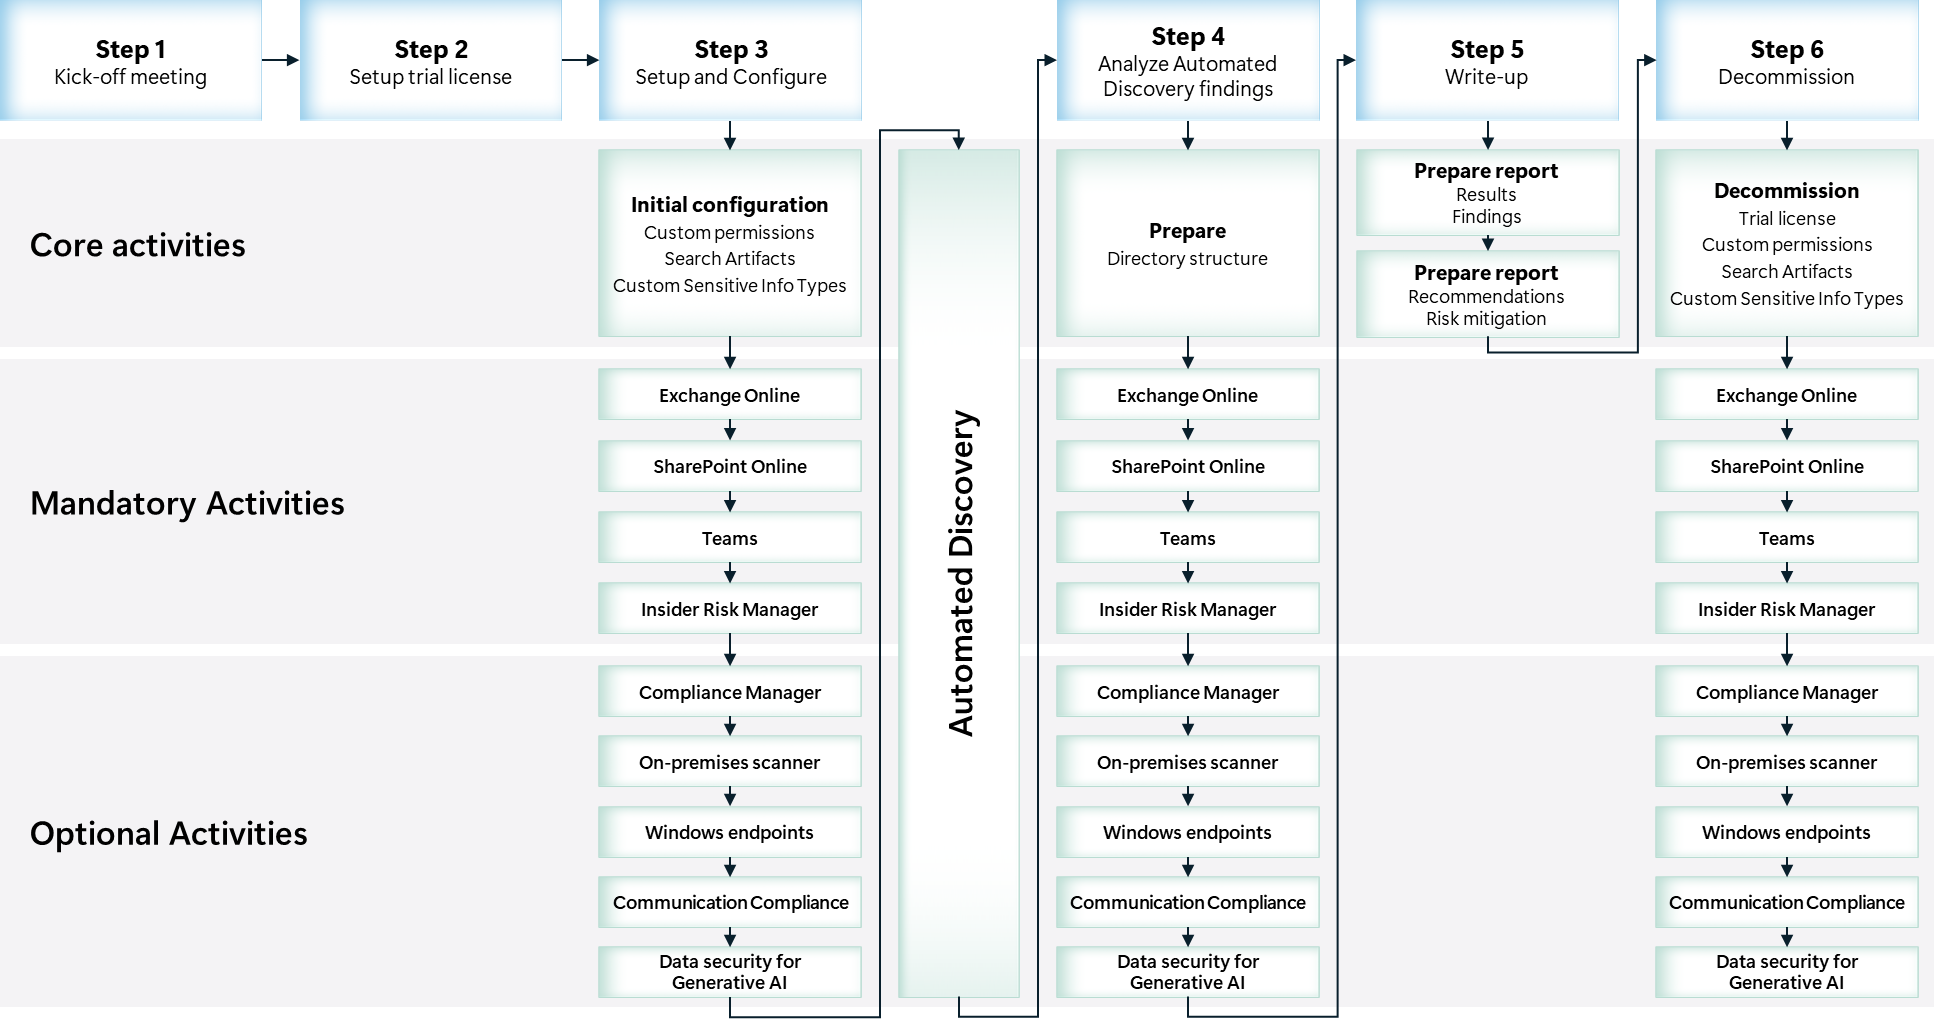 Step 1
Kick-off meeting
Step 2
Setup trial license
Step 3
Setup and Configure
Step 4
Analyze Automated
Discovery findings
Step 5
Write-up
Step 6
Decommission
Core activities
Initial configuration
Custom permissions
Search Artifacts
Custom Sensitive Info Types
Prepare
Directory structure
Prepare report
Results
Findings
Prepare report
Recommendations
Risk mitigation
Decommission
Trial license
Custom permissions
Search Artifacts
Custom Sensitive Info Types
Automated Discovery
Mandatory Activities
Exchange Online
SharePoint Online
Teams
Insider Risk Manager
Exchange Online
SharePoint Online
Teams
Insider Risk Manager
Exchange Online
SharePoint Online
Teams
Insider Risk Manager
Optional Activities
Compliance Manager
On-premises scanner
Windows endpoints
Communication Compliance
Data security for
Generative AI
Compliance Manager
On-premises scanner
Windows endpoints
Communication Compliance
Data security for
Generative AI
Compliance Manager
On-premises scanner
Windows endpoints
Communication Compliance
Data security for
Generative AI